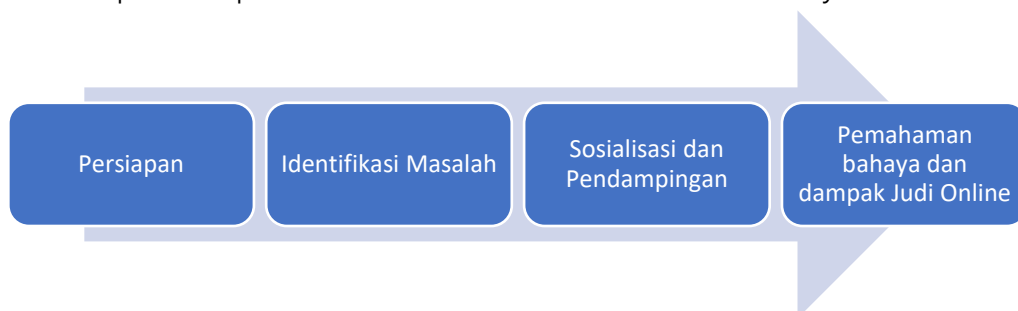 Persiapan
Identifikasi Masalah
Sosialisasi dan
Pendampingan
Pemahaman
bahaya dan
dampak Judi Online